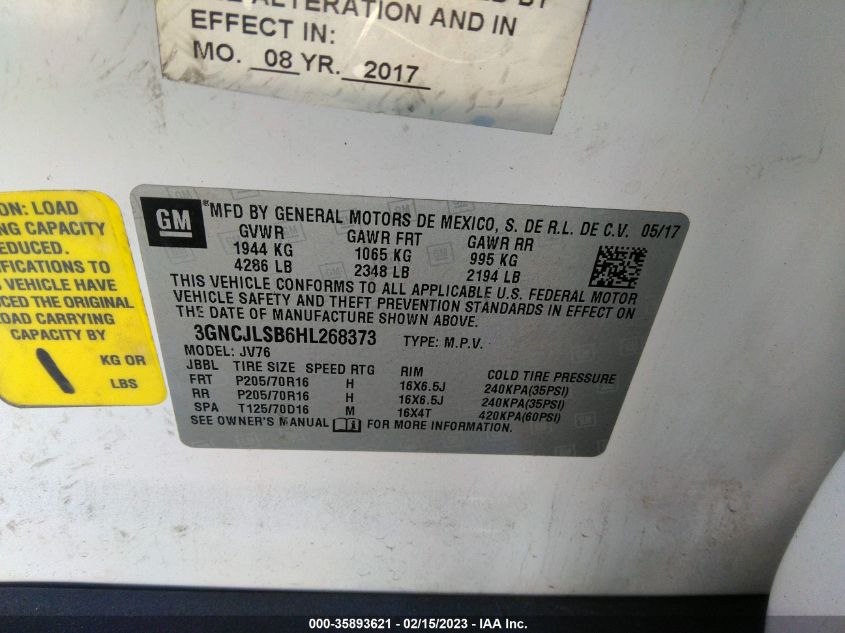 ALTERATION AND IN
EFFECT IN:
MO. 08 YR. 2017
ON: LOAD
CAPACITY
REDUCED.
TO
VEHICLE HAVE
THE ORIGINAL
LOAD CARRYING
CAPACITY BY
KG OR
LBS
GM
®MFD BY GENERAL MOTORS DE MEXICO, S. DE R.L. DE C.V. 05/17
GVWR GAWR FRT GAWR RR
1944 KG 1065 KG 995 KG
4286 LB 2348 LB 2194 LB
THIS VEHICLE CONFORMS TO ALL APPLICABLE U.S. FEDERAL MOTOR
VEHICLE SAFETY AND THEFT PREVENTION STANDARDS IN EFFECT ON
THE DATE OF MANUFACTURE SHOWN ABOVE.
3GNCJLSB6HL268373 TYPE: M.P.V.
MODEL: JV76
JBBL TIRE SIZE SPEED RTG RIM COLD TIRE PRESSURE
FRT P205/70R16 H 16X6.5J 240KPA(35PSI)
RR P205/70R16 H 16X6.5J 240KPA(35PSI)
SPA T125/70D16 M 16X4T 420KPA(60PSI)
SEE OWNER'S MANUAL FOR MORE INFORMATION.
000-35893621 - 02/15/2023 - IAA Inc.